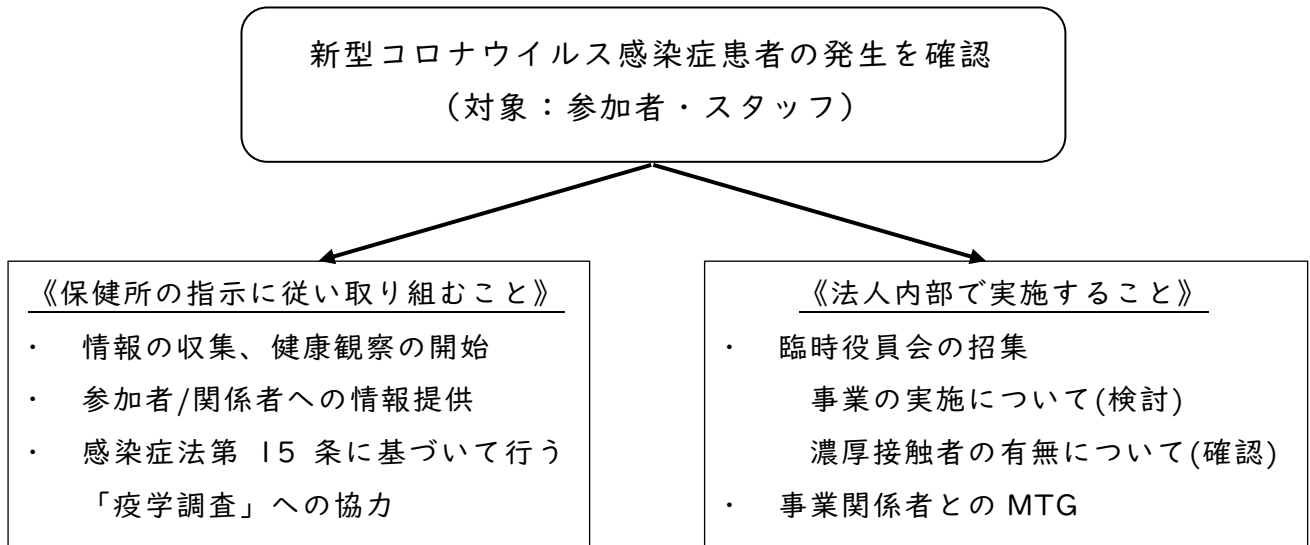 新型コロナウイルス感染症患者の発生を確認
(対象:参加者・スタッフ)
《保健所の指示に従い取り組むこと》
・ 情報の収集、健康観察の開始
・ 参加者/関係者への情報提供
・ 感染症法第 15 条に基づいて行う
「疫学調査」への協力
《法人内部で実施すること》
・ 臨時役員会の招集
事業の実施について(検討)
濃厚接触者の有無について(確認)
・ 事業関係者との MTG